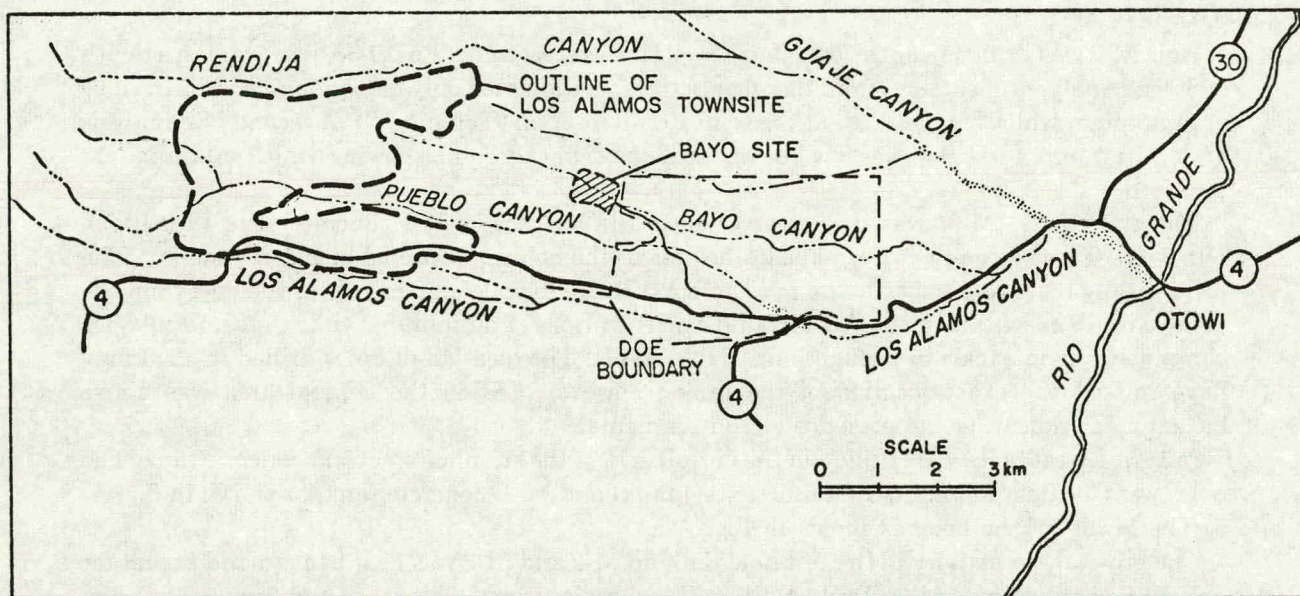 RENDIJA
CANYON
GUAJE CANYON
30
OUTLINE OF
LOS ALAMOS TOWNSITE
BAYO SITE
PUEBLO CANYON
BAYO CANYON
GRANDE
4
LOS ALAMOS CANYON
4
LOS ALAMOS CANYON
OTOWI
DOE
BOUNDARY
RIO
4
SCALE
0 1 2 3 km